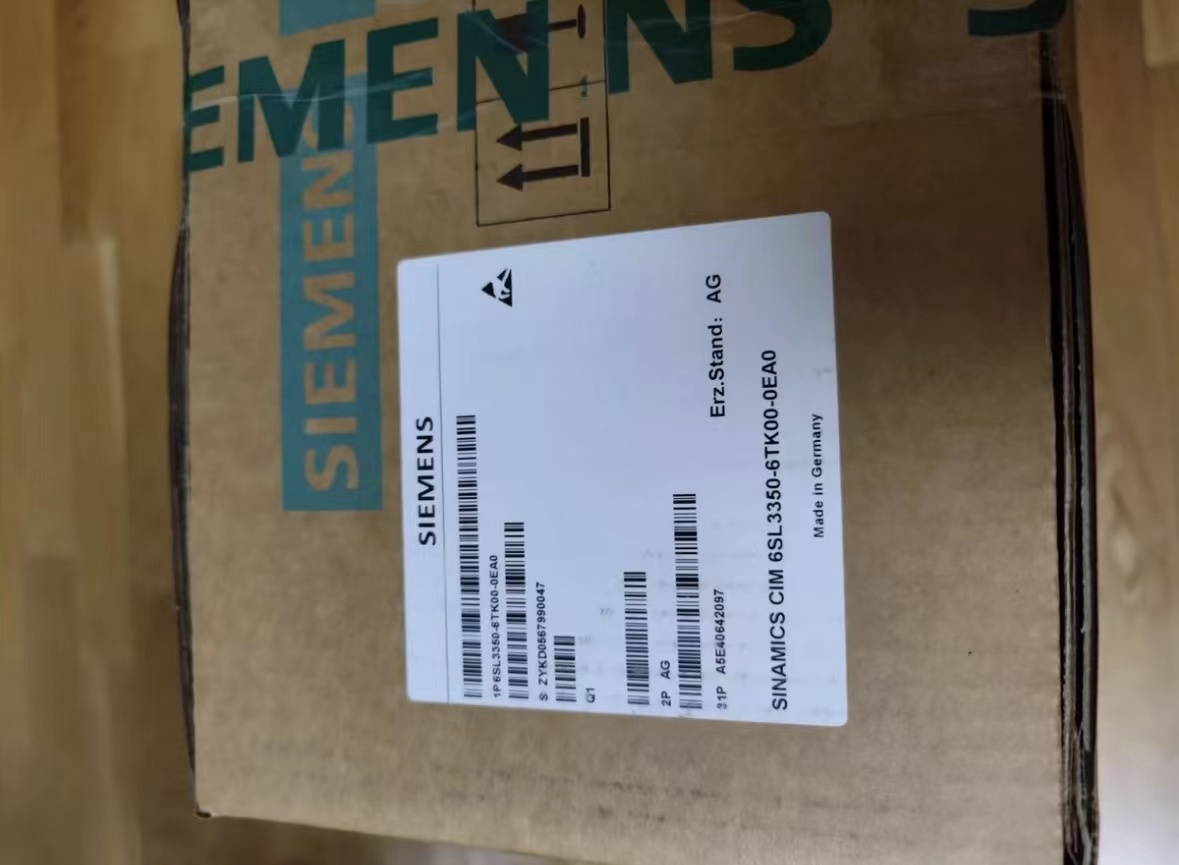 EMENS
SIEMENS
SIEMENS
1P 6SL3350-6TK00-0EA0
S ZYKD0567990047
Q1
2P AG
31P A5E40642097
Erz.Stand: AG
SINAMICS CIM 6SL3350-6TK00-0EA0
Made in Germany